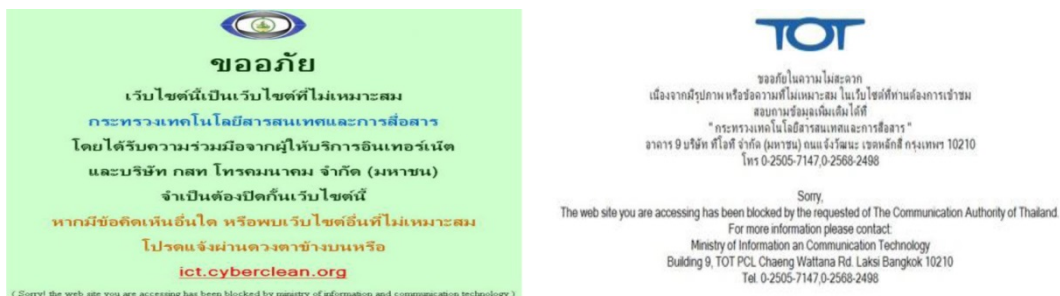 ขออภัย
เว็บไซต์นี้เป็นเว็บไซต์ที่ไม่เหมาะสม
กระทรวงเทคโนโลยีสารสนเทศและการสื่อสาร
โดยได้รับความร่วมมือจากผู้ให้บริการอินเทอร์เน็ต
และบริษัท กสท โทรคมนาคม จำกัด (มหาชน)
จำเป็นต้องปิดกั้นเว็บไซต์นี้
หากมีข้อคิดเห็นอื่นใด หรือพบเว็บไซต์อื่นที่ไม่เหมาะสม
โปรดแจ้งผ่านดวงตาข้างบนหรือ
ict.cyberclean.org
( Sorry! the web site you are accessing has been blocked by ministry of information and communication technology )
TOT
ขออภัยในความไม่สะดวก
เนื่องจากมีรูปภาพ หรือข้อความที่ไม่เหมาะสม ในเว็บไซต์ที่ท่านต้องการเข้าชม
สอบถามข้อมูลเพิ่มเติมได้ที่
" กระทรวงเทคโนโลยีสารสนเทศและการสื่อสาร "
อาคาร 9 บริษัท ทีโอที จำกัด (มหาชน) ถนนแจ้งวัฒนะ เขตหลักสี่ กรุงเทพฯ 10210
โทร 0-2505-7147,0-2568-2498
Sorry,
The web site you are accessing has been blocked by the requested of The Communication Authority of Thailand.
For more information please contact:
Ministry of Information an Communication Technology
Building 9, TOT PCL Chaeng Wattana Rd. Laksi Bangkok 10210
Tel. 0-2505-7147,0-2568-2498